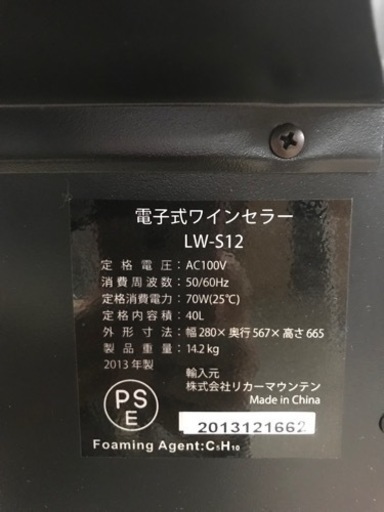 電子式ワインセラー
LW-S12
定格電圧:AC100V
消費周波数:50/60Hz
定格消費電力:70W(25℃)
定格内容積:40L
外形寸法:幅280×奥行567×高さ665
製品重量:14.2kg
2013年製
輸入元
株式会社リカーマウンテン
Made in China
PS
E
2013121662
Foaming Agent:C₅H₁₀